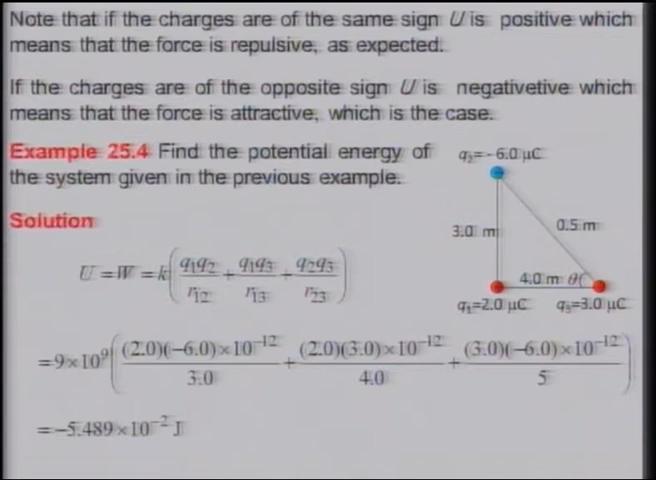 Note that if the charges are of the same sign U is positive which
means that the force is repulsive, as expected.
If the charges are of the opposite sign U is negativetive which
means that the force is attractive, which is the case.
Example 25.4 Find the potential energy of
the system given in the previous example.
q₂=-6.0 μC
3.0 m
0.5 m
4.0 m θ
q₁=2.0 μC q₃=3.0 μC
Solution
U = W = k(q₁q₂/r₁₂ + q₁q₃/r₁₃ + q₂q₃/r₂₃)
=9×10⁹((2.0)(−6.0)×10⁻¹²/3.0 + (2.0)(3.0)×10⁻¹²/4.0 + (3.0)(−6.0)×10⁻¹²/5)
=−5.489×10⁻² J